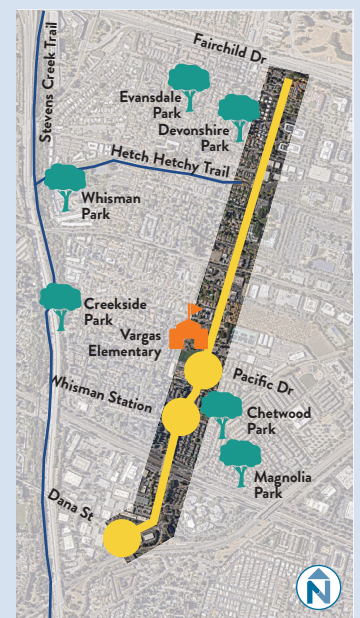 Fairchild Dr
Stevens Creek Trail
Evansdale
Park
Devonshire
Park
Hetch Hetchy Trail
Whisman
Park
Creekside
Park
Vargas
Elementary
Pacific Dr
Whisman Station
Chetwood
Park
Magnolia
Park
Dana St
N